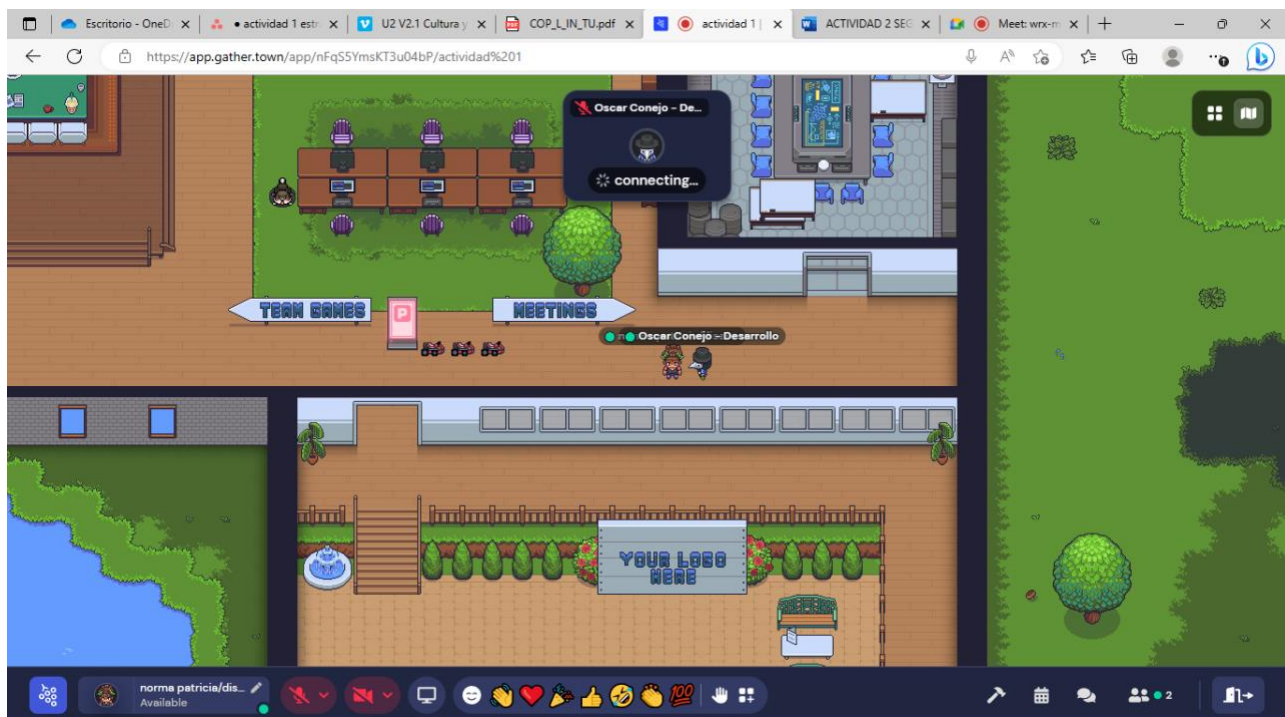 Escritorio - OneD
actividad 1 estr
U2 V2.1 Cultura y
COP_L_IN_TU.pdf
actividad 1 |
ACTIVIDAD 2 SEG
Meet: wrx-m
https://app.gather.town/app/nFqS5YmsKT3u04bP/actividad%201
Oscar Conejo - De...
connecting...
TEAM GAMES
P
MEETINGS
Oscar Conejo - Desarrollo
YOUR LOGO
HERE
norma patricia/dis...
Available
100
2